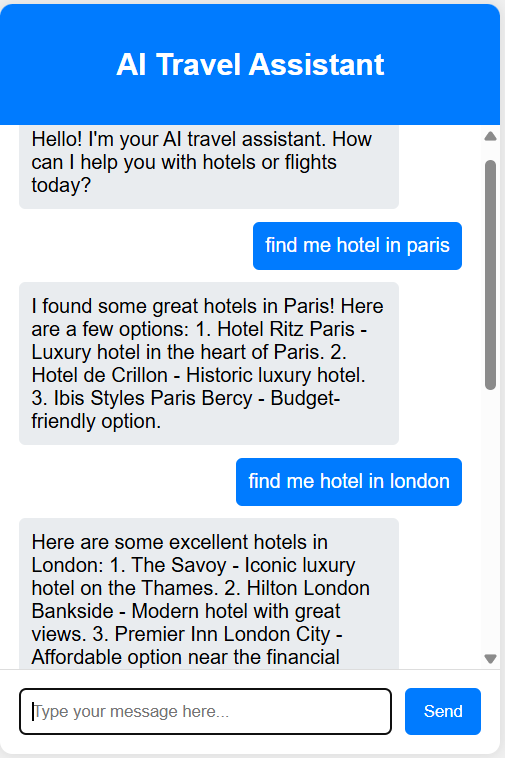 AI Travel Assistant
Hello! I'm your AI travel assistant. How
can I help you with hotels or flights
today?
find me hotel in paris
I found some great hotels in Paris! Here
are a few options: 1. Hotel Ritz Paris -
Luxury hotel in the heart of Paris. 2.
Hotel de Crillon - Historic luxury hotel.
3. Ibis Styles Paris Bercy - Budget-
friendly option.
find me hotel in london
Here are some excellent hotels in
London: 1. The Savoy - Iconic luxury
hotel on the Thames. 2. Hilton London
Bankside - Modern hotel with great
views. 3. Premier Inn London City -
Affordable option near the financial
Type your message here...
Send